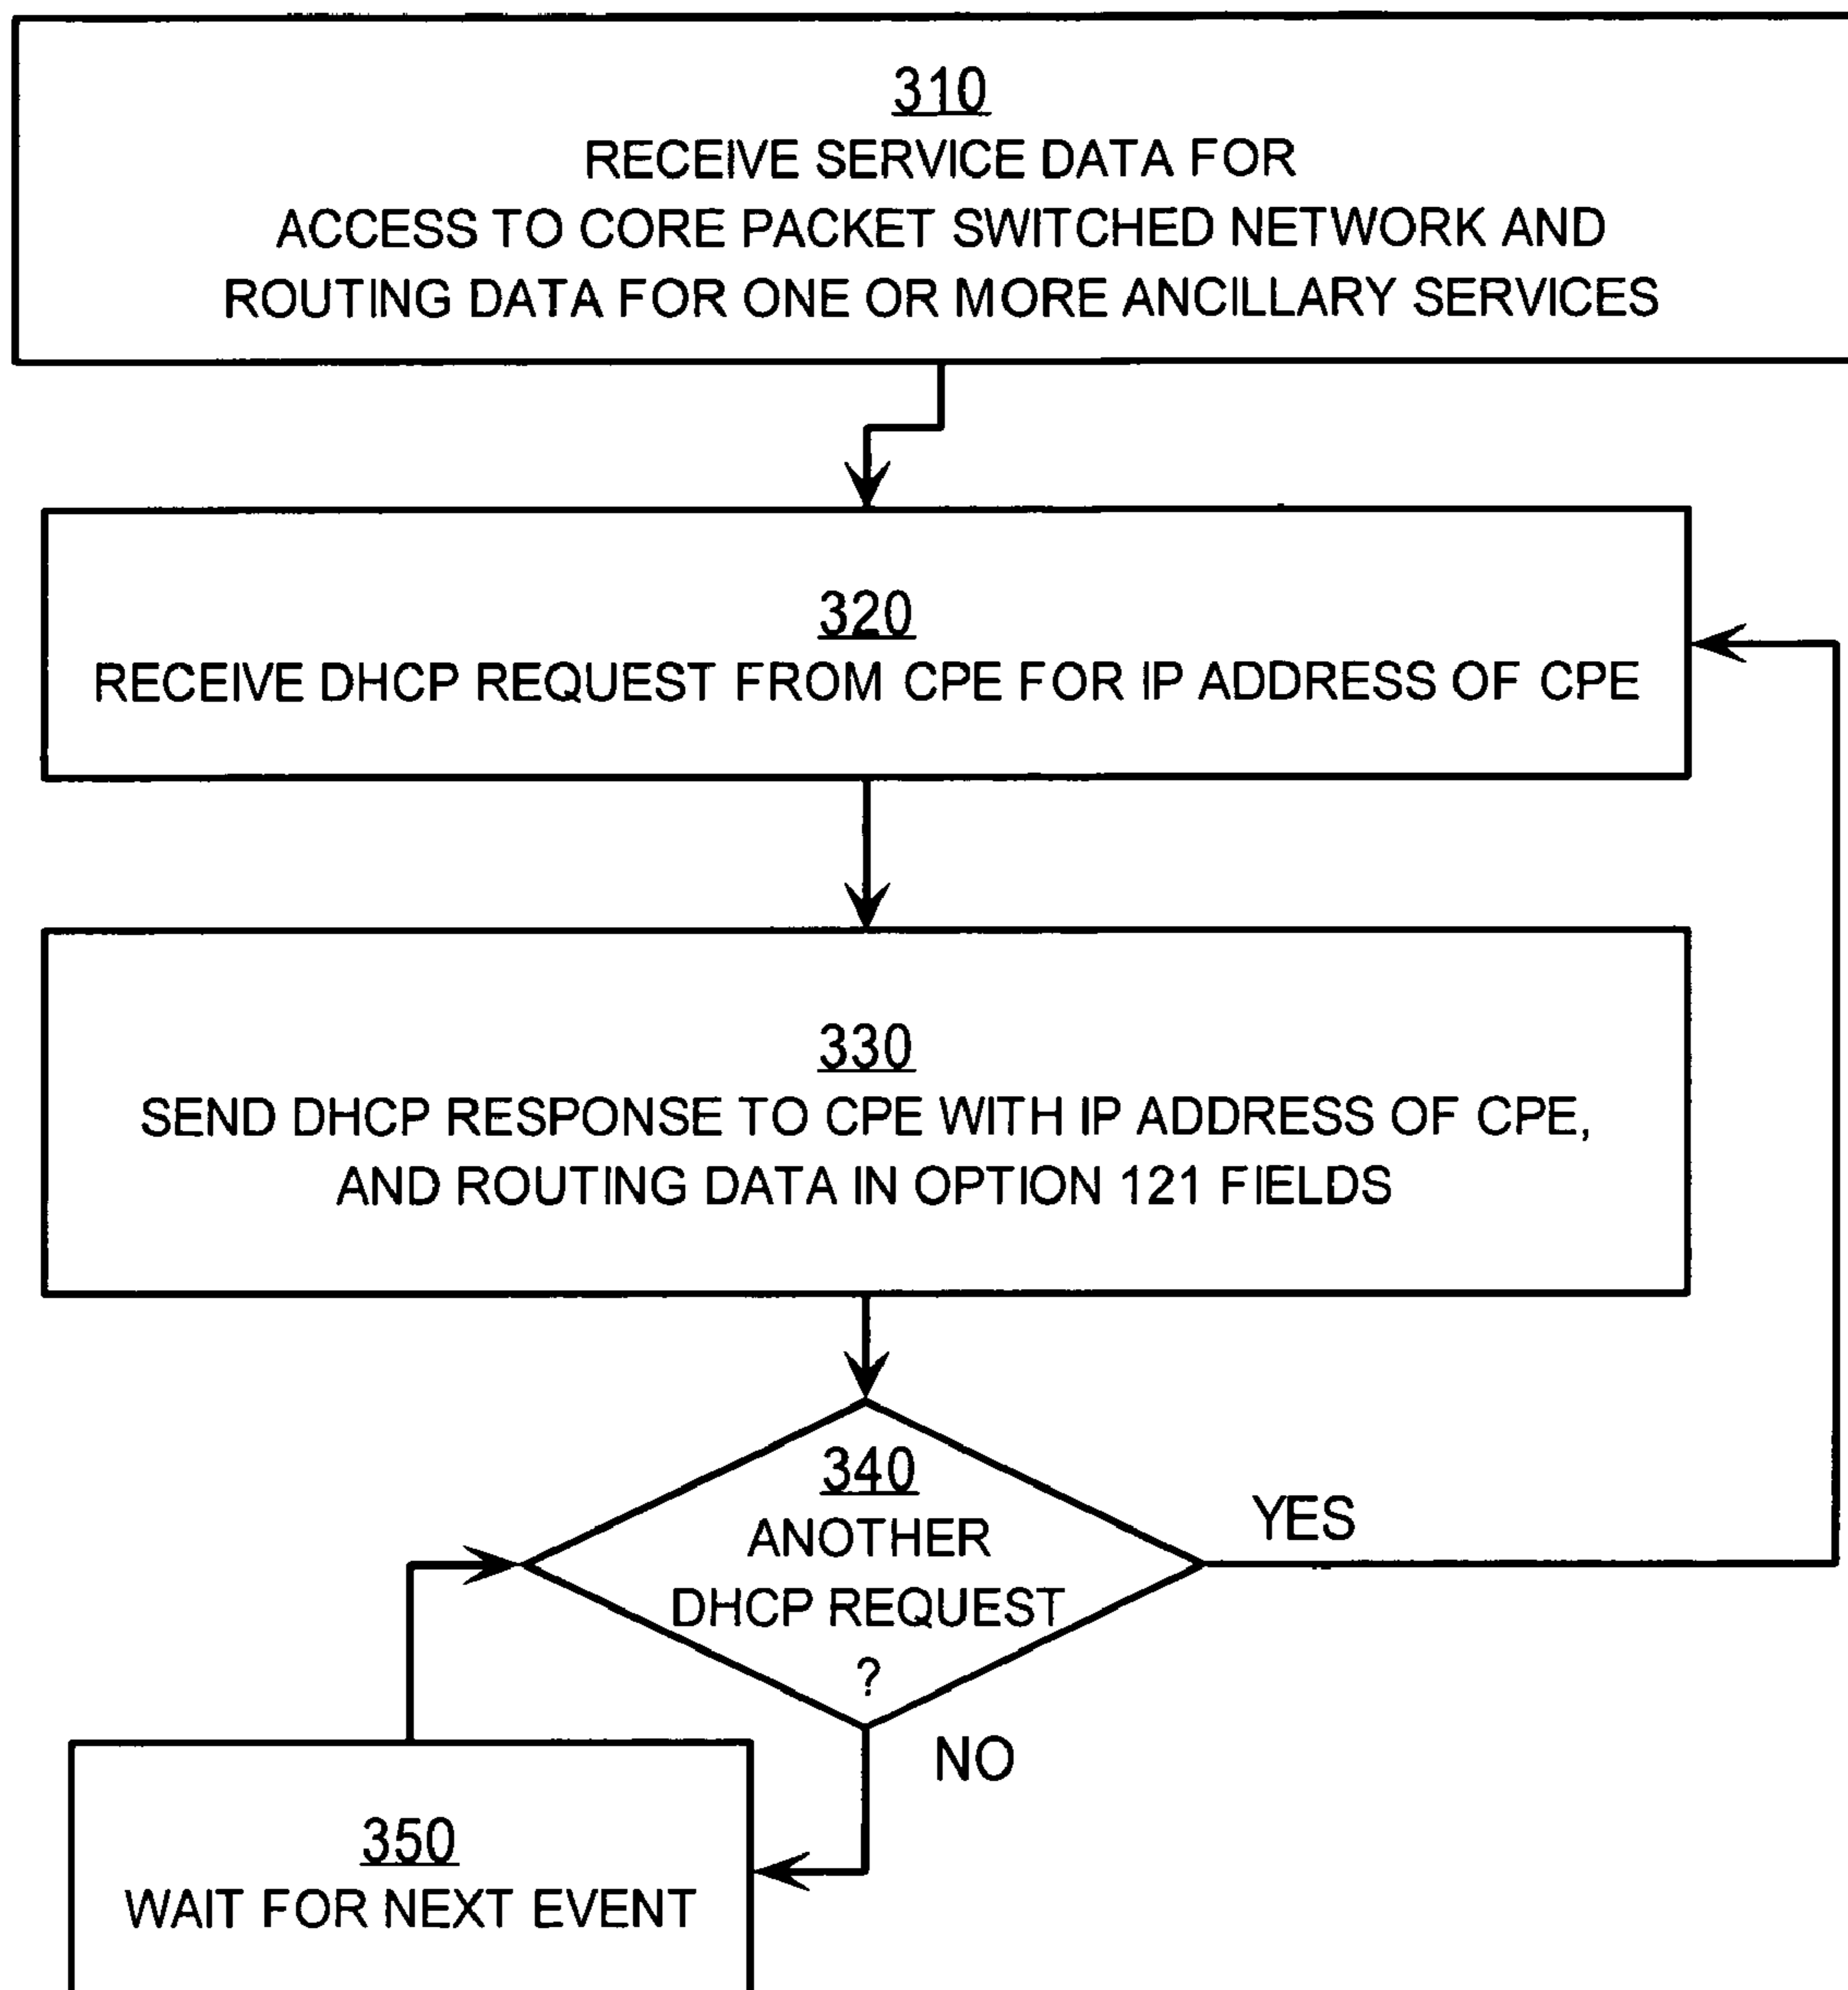 310
RECEIVE SERVICE DATA FOR
ACCESS TO CORE PACKET SWITCHED NETWORK AND
ROUTING DATA FOR ONE OR MORE ANCILLARY SERVICES
320
RECEIVE DHCP REQUEST FROM CPE FOR IP ADDRESS OF CPE
330
SEND DHCP RESPONSE TO CPE WITH IP ADDRESS OF CPE,
AND ROUTING DATA IN OPTION 121 FIELDS
340
ANOTHER
DHCP REQUEST
?
YES
NO
350
WAIT FOR NEXT EVENT